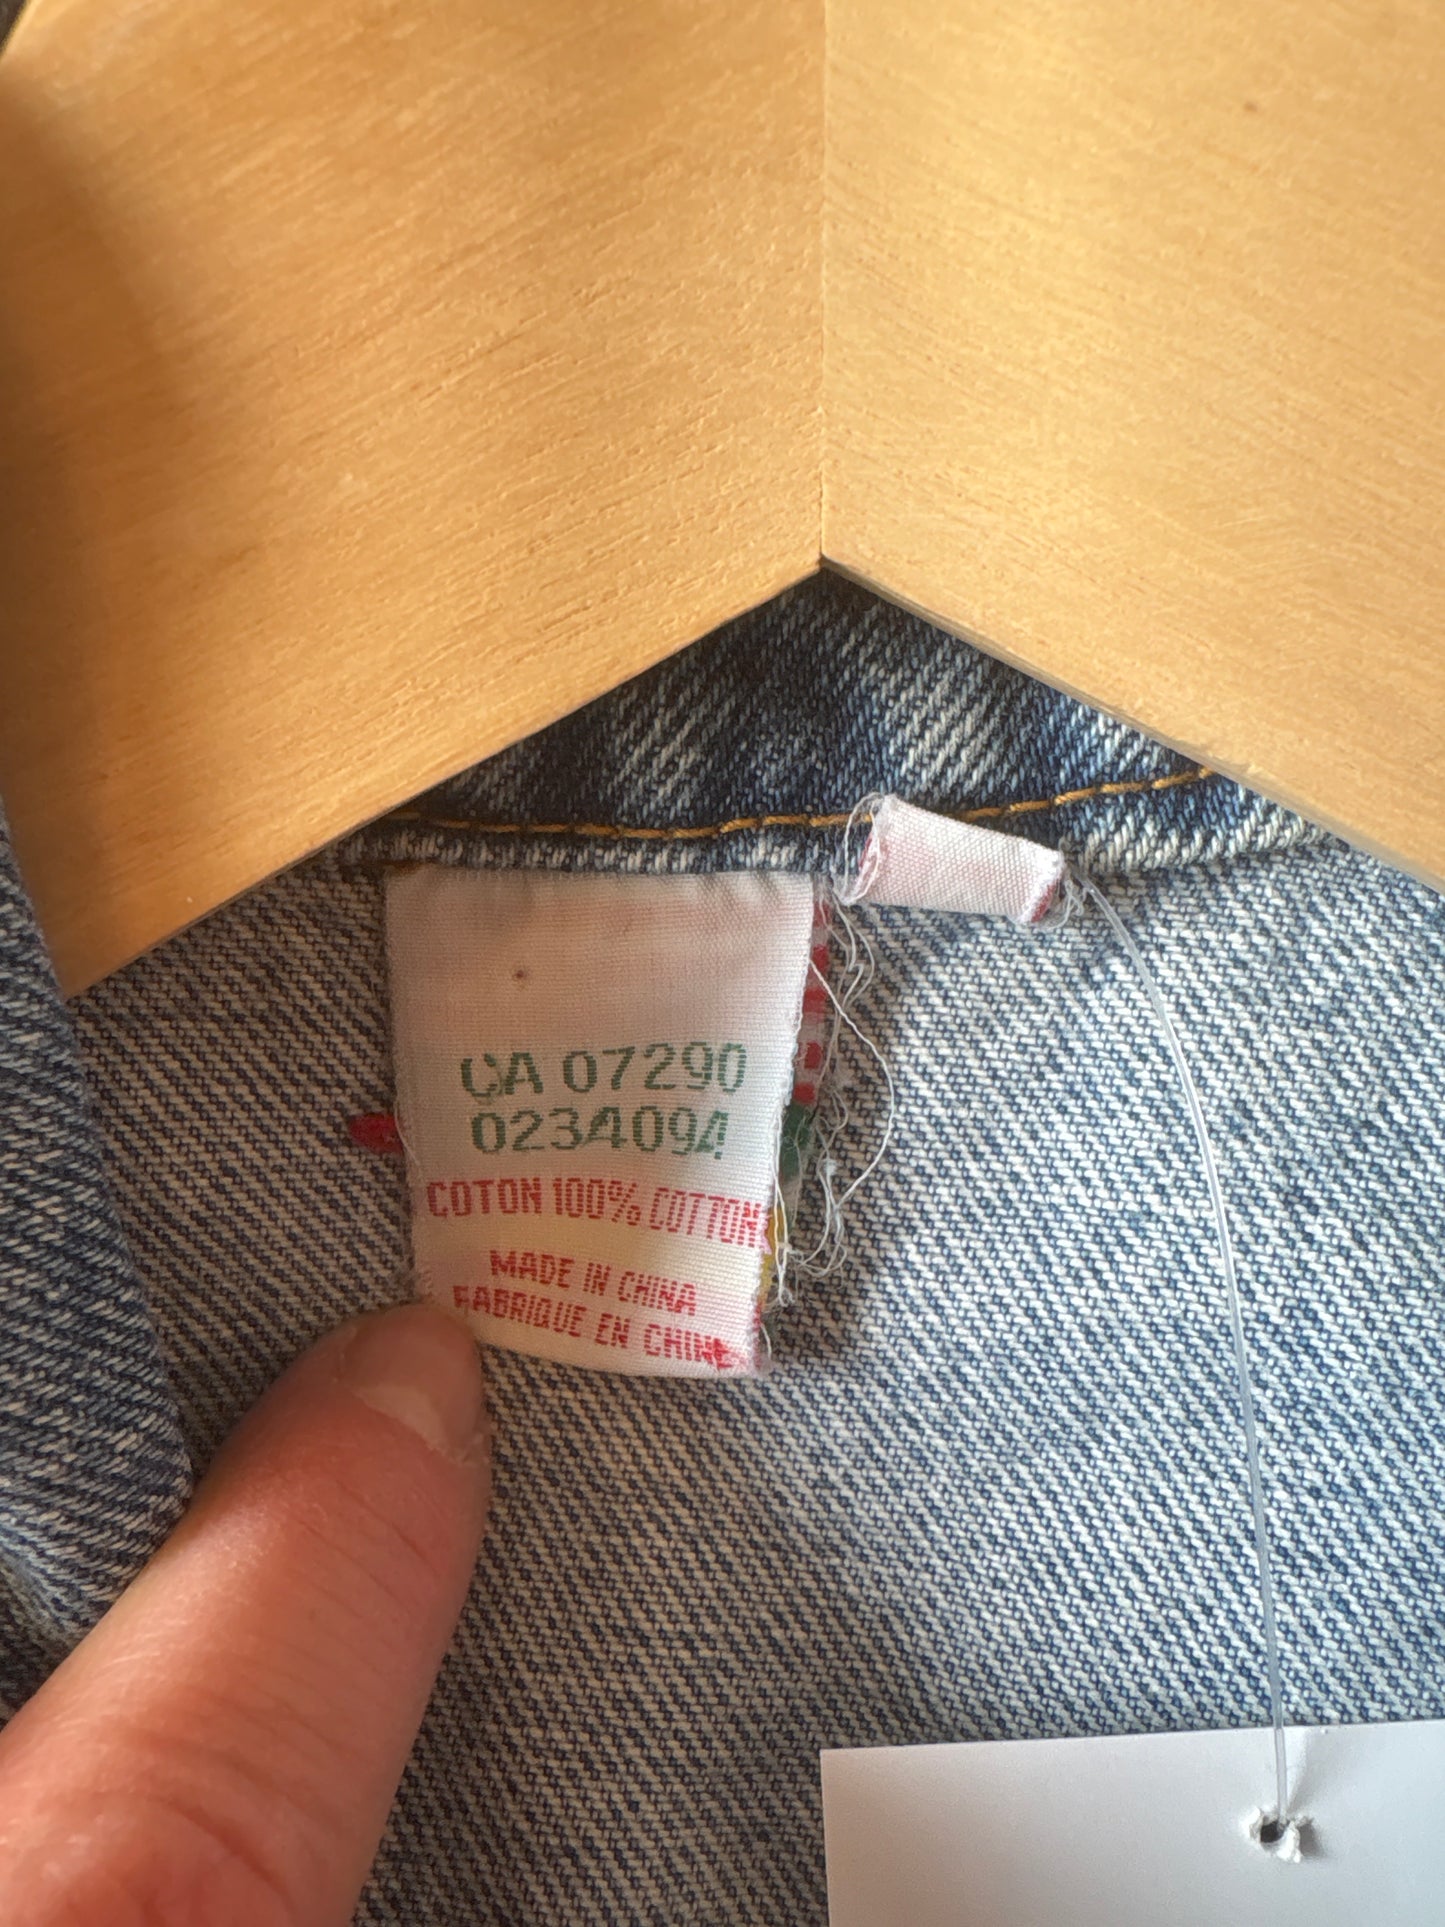 CA 07290
0234094
COTON 100% COTTON
MADE IN CHINA
FABRIQUE EN CHINE